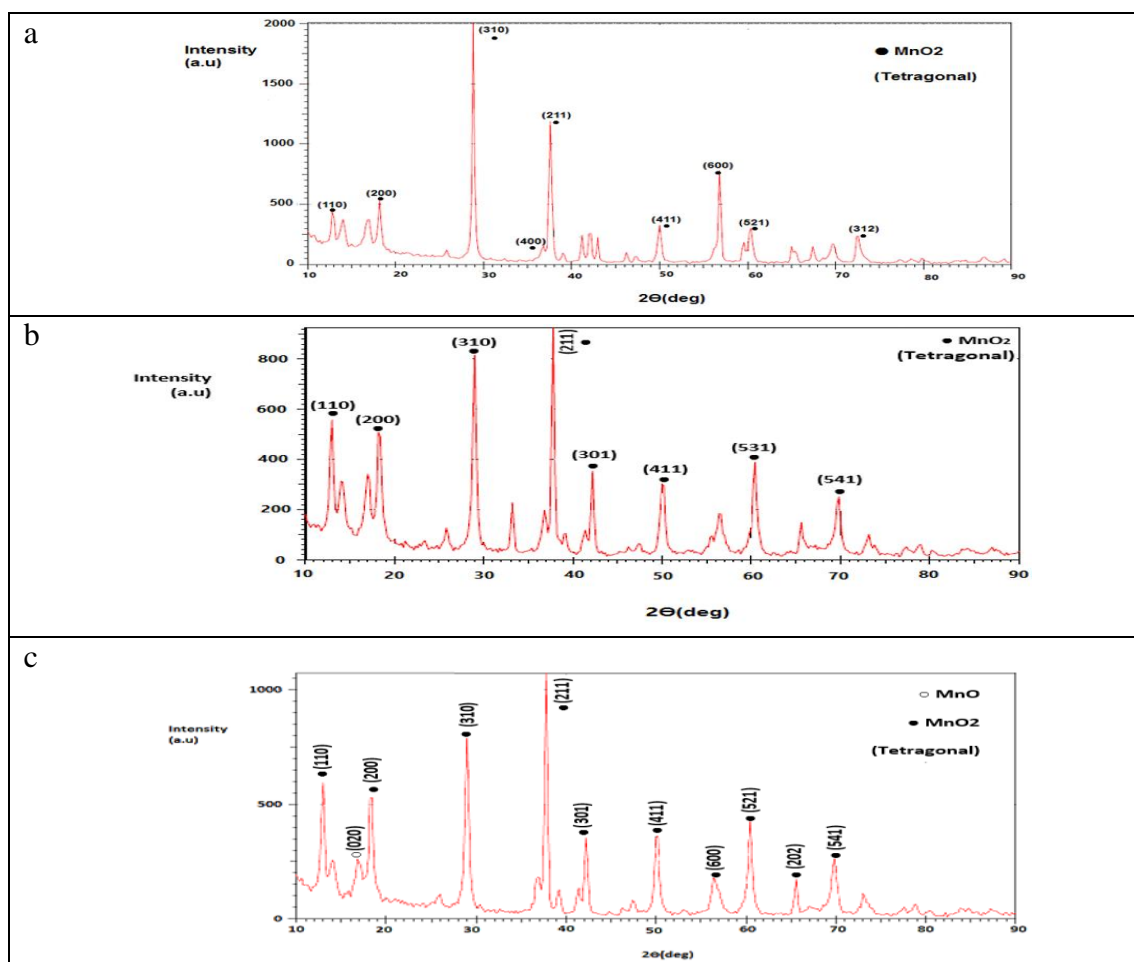 a
Intensity
(a.u)
2000
1500
1000
500
0
(110)
(200)
(310)
(400)
(211)
(411)
(600)
(521)
(312)
● MnO2
(Tetragonal)
10 20 30 40 50 60 70 80 90
2Θ(deg)
b
Intensity
(a.u)
800
600
400
200
0
(110)
(200)
(310)
(211)
(301)
(411)
(531)
(541)
● MnO₂
(Tetragonal)
10 20 30 40 50 60 70 80 90
2Θ(deg)
c
Intensity
(a.u)
1000
500
0
(110)
(020)
(200)
(310)
(211)
(301)
(411)
(600)
(521)
(202)
(541)
○ MnO
● MnO2
(Tetragonal)
10 20 30 40 50 60 70 80 90
2Θ(deg)